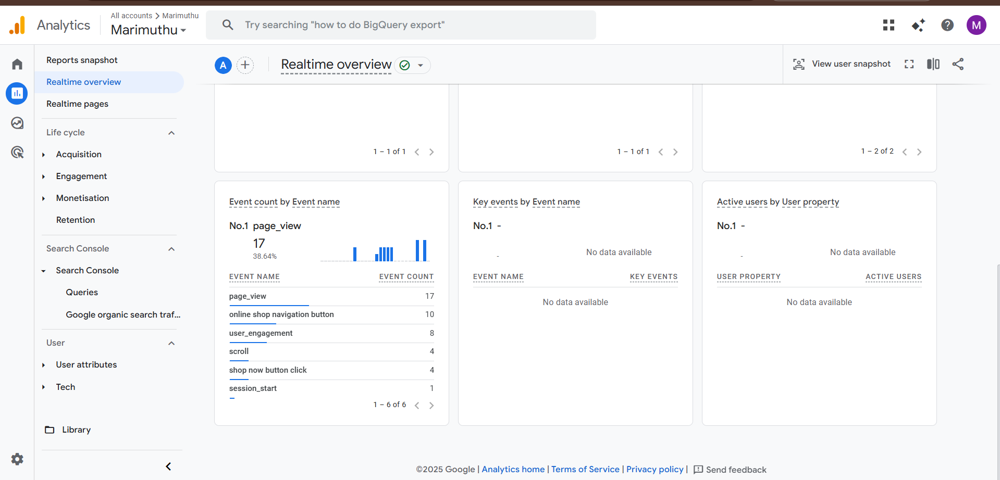 Analytics
All accounts > Marimuthu
Marimuthu
Try searching "how to do BigQuery export"
M
Reports snapshot
Realtime overview
Realtime pages
Life cycle
Acquisition
Engagement
Monetisation
Retention
Search Console
Search Console
Queries
Google organic search traf...
User
User attributes
Tech
Library
A
Realtime overview
View user snapshot
1 – 1 of 1
1 – 1 of 1
1 – 2 of 2
Event count by Event name
No.1 page_view
17
38.64%
EVENT NAME EVENT COUNT
page_view 17
online shop navigation button 10
user_engagement 8
scroll 4
shop now button click 4
session_start 1
1 – 6 of 6
Key events by Event name
No.1 -
-
No data available
EVENT NAME KEY EVENTS
No data available
Active users by User property
No.1 -
-
No data available
USER PROPERTY ACTIVE USERS
No data available
©2025 Google | Analytics home | Terms of Service | Privacy policy | Send feedback